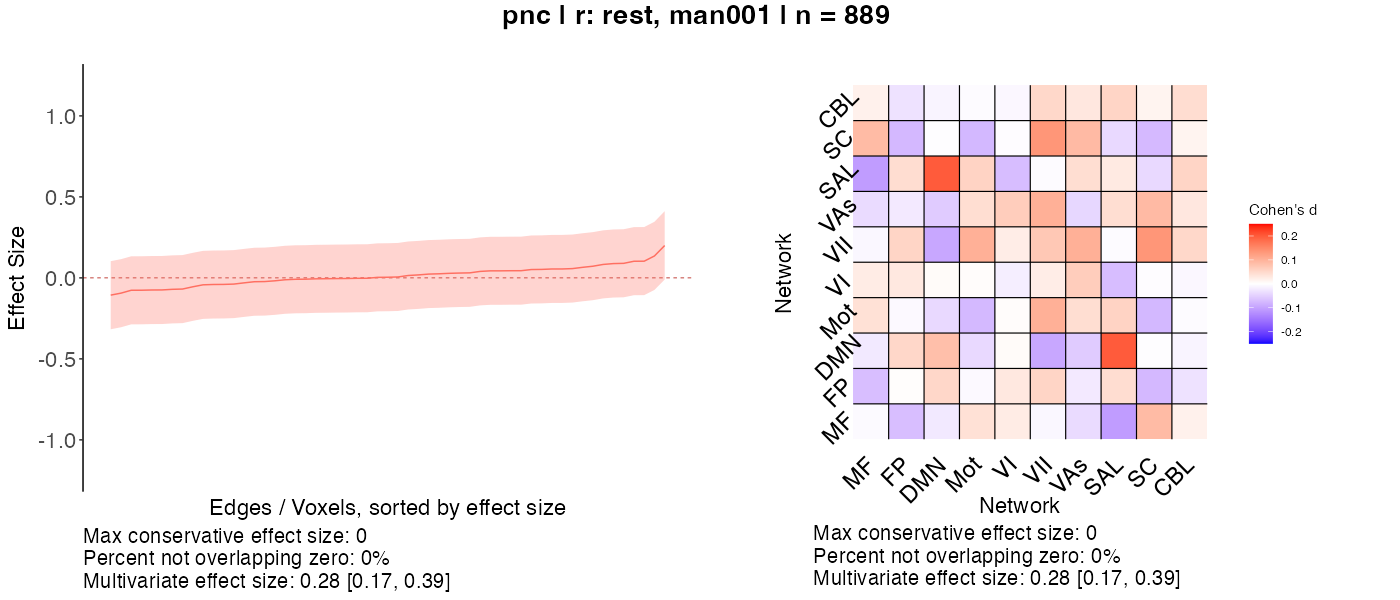 pnc | r: rest, man001 | n = 889
Effect Size
1.0
0.5
0.0
-0.5
-1.0
Edges / Voxels, sorted by effect size
Max conservative effect size: 0
Percent not overlapping zero: 0%
Multivariate effect size: 0.28 [0.17, 0.39]
Network
CBL
SC
SAL
VAs
VII
VI
Mot
DMN
FP
MF
MF FP DMN Mot VI VII VAs SAL SC CBL
Network
Max conservative effect size: 0
Percent not overlapping zero: 0%
Multivariate effect size: 0.28 [0.17, 0.39]
Cohen's d
0.2
0.1
0.0
-0.1
-0.2